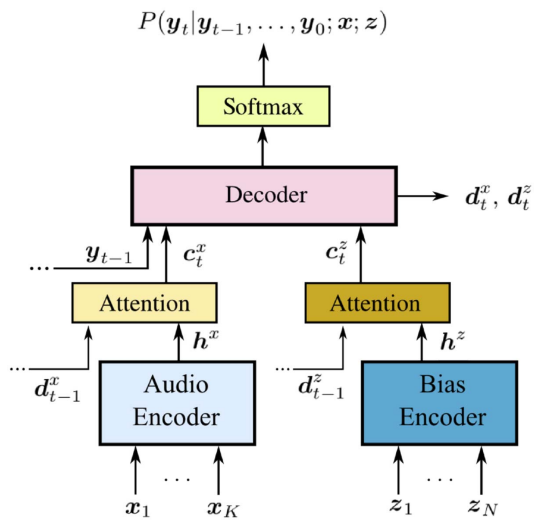 P(y_t|y_{t-1}, ..., y_0; x; z)
Softmax
Decoder
d_t^x, d_t^z
... y_{t-1}
c_t^x
c_t^z
Attention
Attention
h^x
h^z
... d_{t-1}^x
... d_{t-1}^z
Audio
Encoder
Bias
Encoder
x_1 ... x_K
z_1 ... z_N